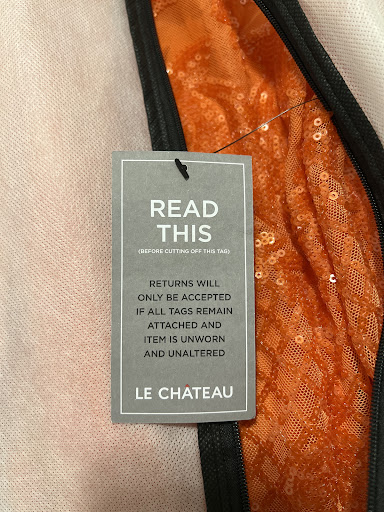 READ
THIS
(BEFORE CUTTING OFF THIS TAG)
RETURNS WILL
ONLY BE ACCEPTED
IF ALL TAGS REMAIN
ATTACHED AND
ITEM IS UNWORN
AND UNALTERED
LE CHÂTEAU